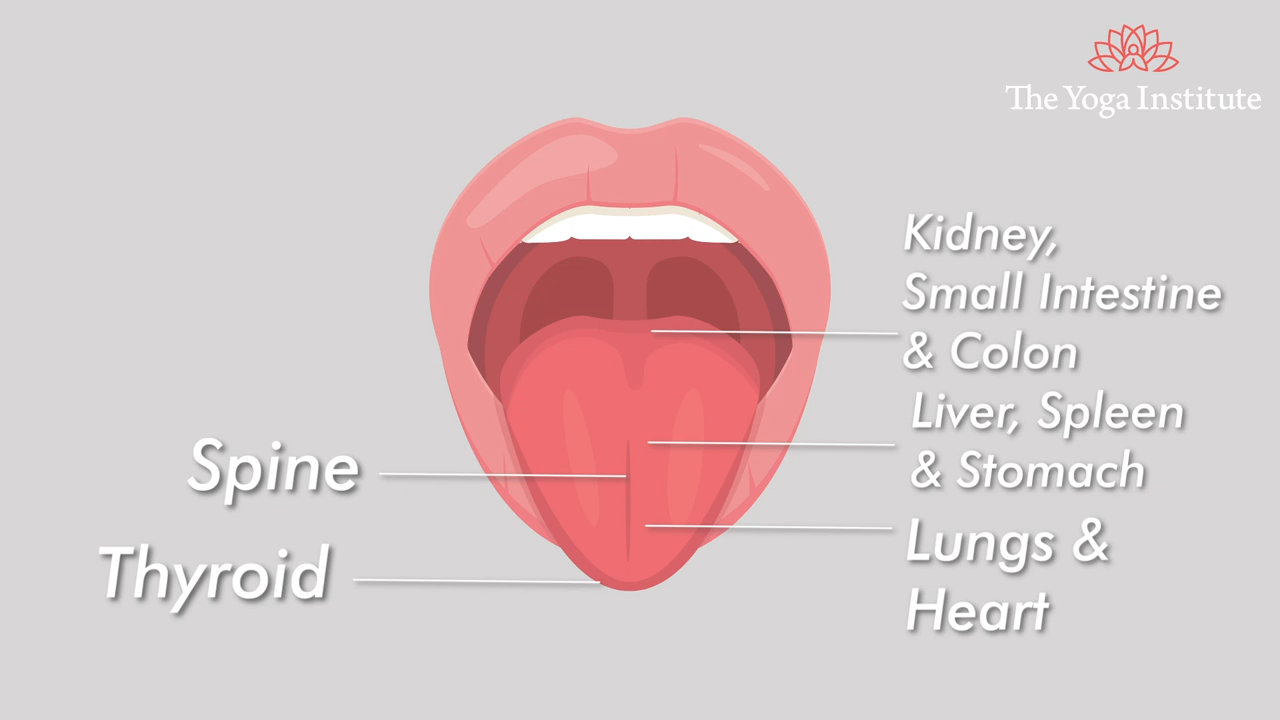 The Yoga Institute
Kidney,
Small Intestine
& Colon
Liver, Spleen
& Stomach
Spine
Lungs &
Heart
Thyroid